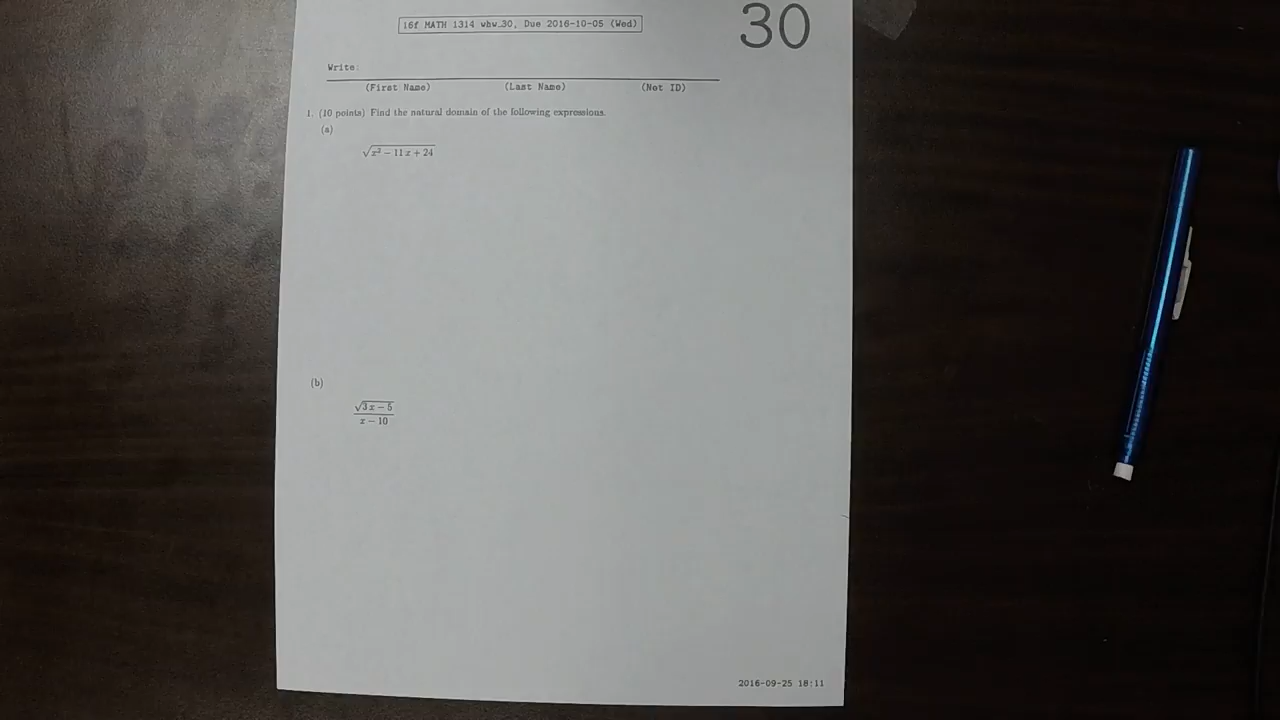 16f MATH 1314 whw_30, Due 2016-10-05 (Wed)
30
Write:
(First Name) (Last Name) (Not ID)
1. (10 points) Find the natural domain of the following expressions.
(a)
√(x² − 11x + 24)
(b)
√(3x − 5)
x − 10
2016-09-25 18:11